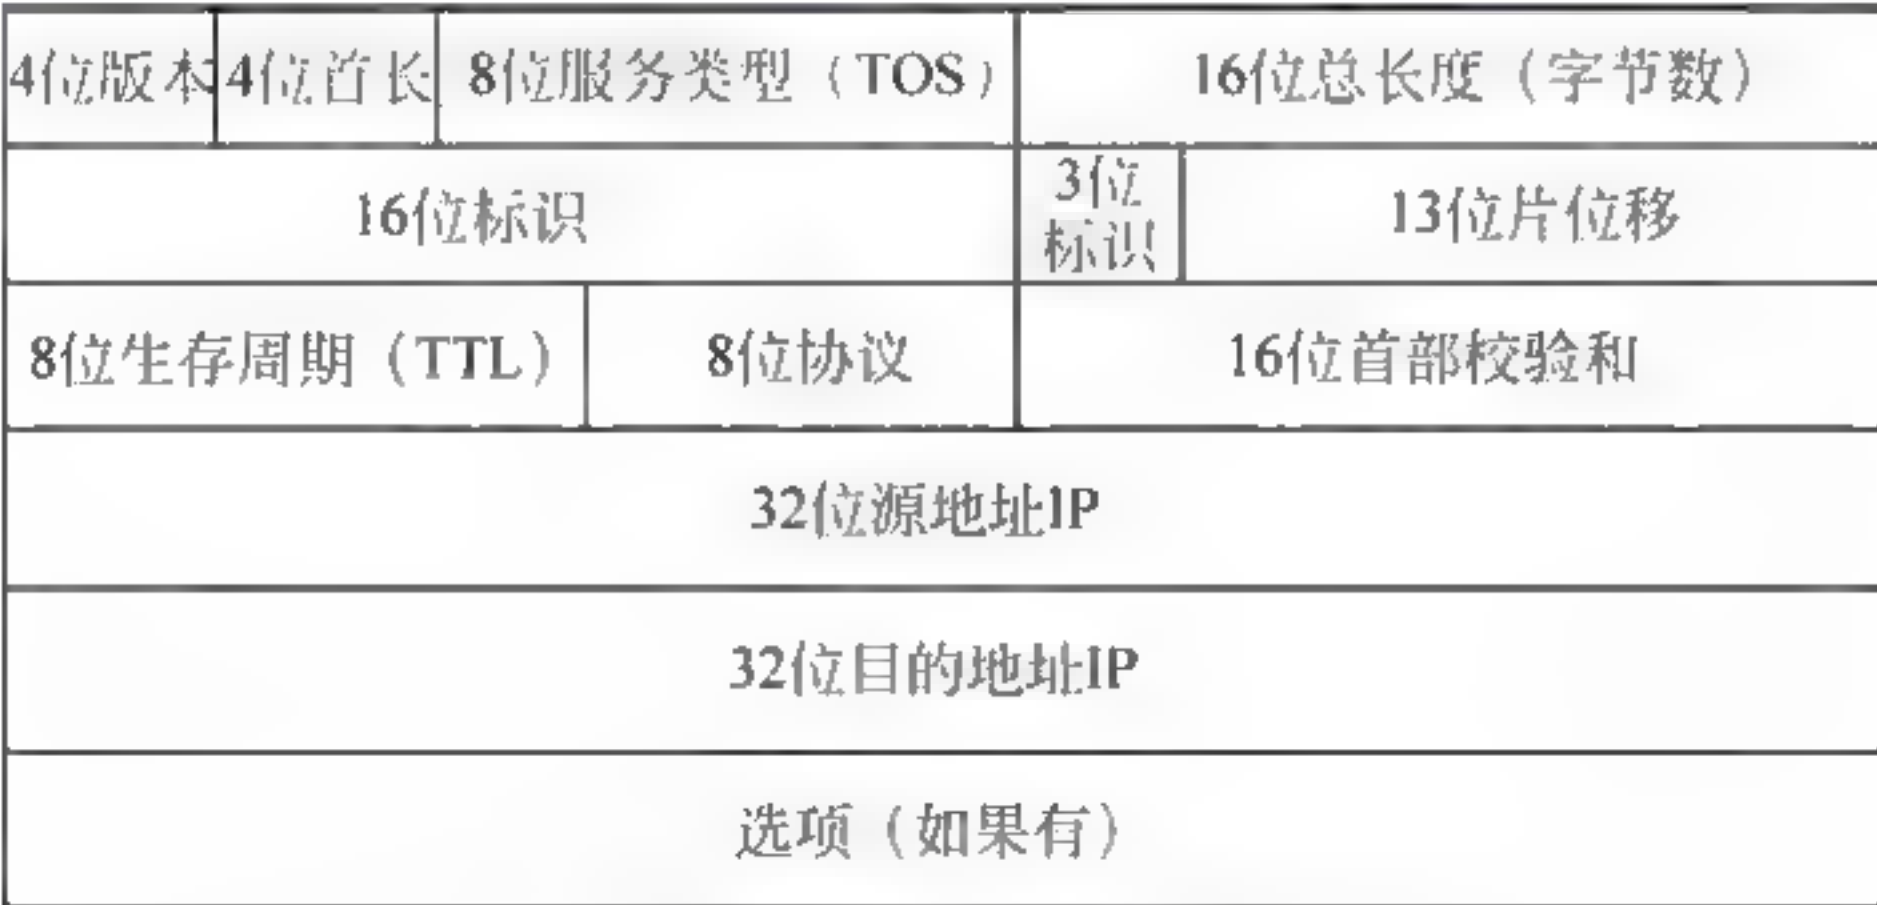 4位版本
4位首长
8位服务类型（TOS）
16位总长度（字节数）
16位标识
3位
标识
13位片位移
8位生存周期（TTL）
8位协议
16位首部校验和
32位源地址IP
32位目的地址IP
选项（如果有）